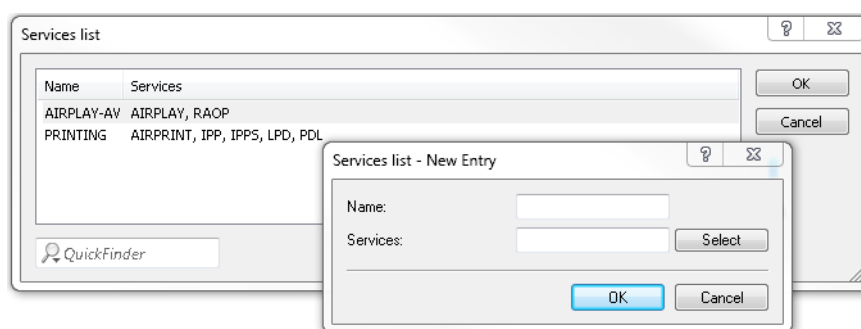 Services list
Name Services
AIRPLAY-AV AIRPLAY, RAOP
PRINTING AIRPRINT, IPP, IPPS, LPD, PDL
OK
Cancel
QuickFinder
Services list - New Entry
Name:
Services:
Select
OK
Cancel